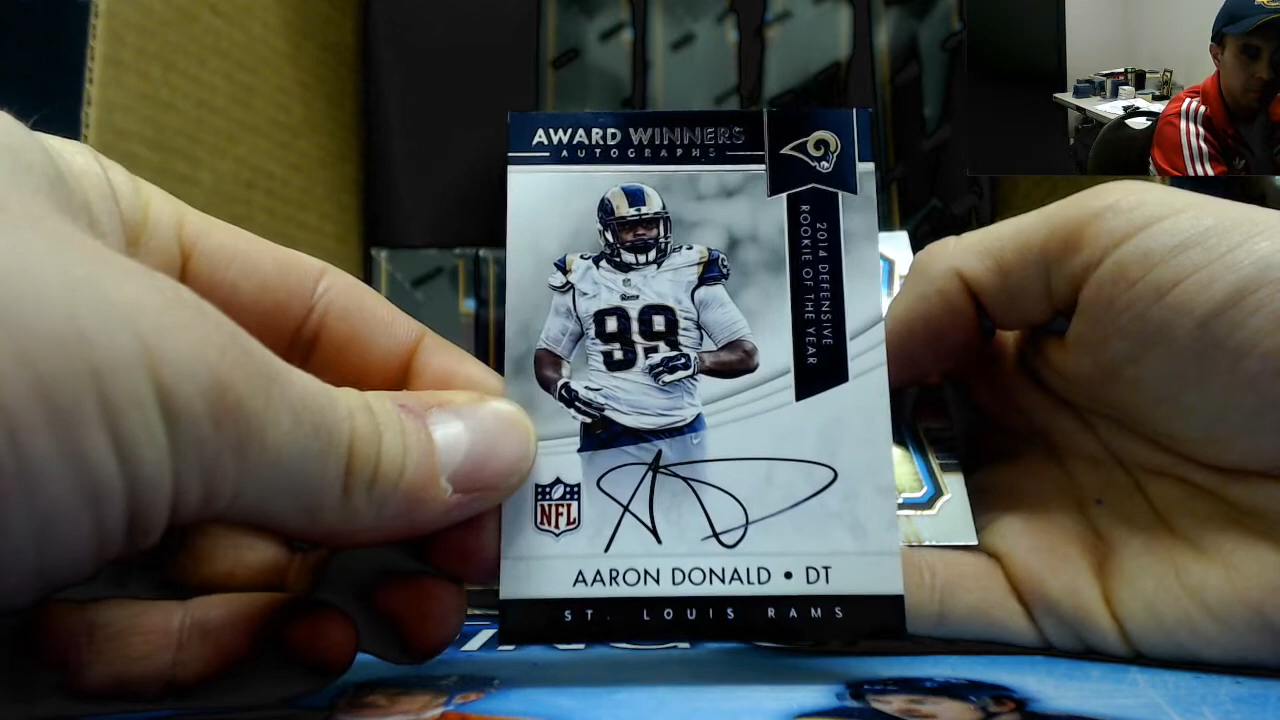 AWARD WINNERS
AUTOGRAPHS
2014 DEFENSIVE
ROOKIE OF THE YEAR
99
NFL
AARON DONALD • DT
ST. LOUIS RAMS